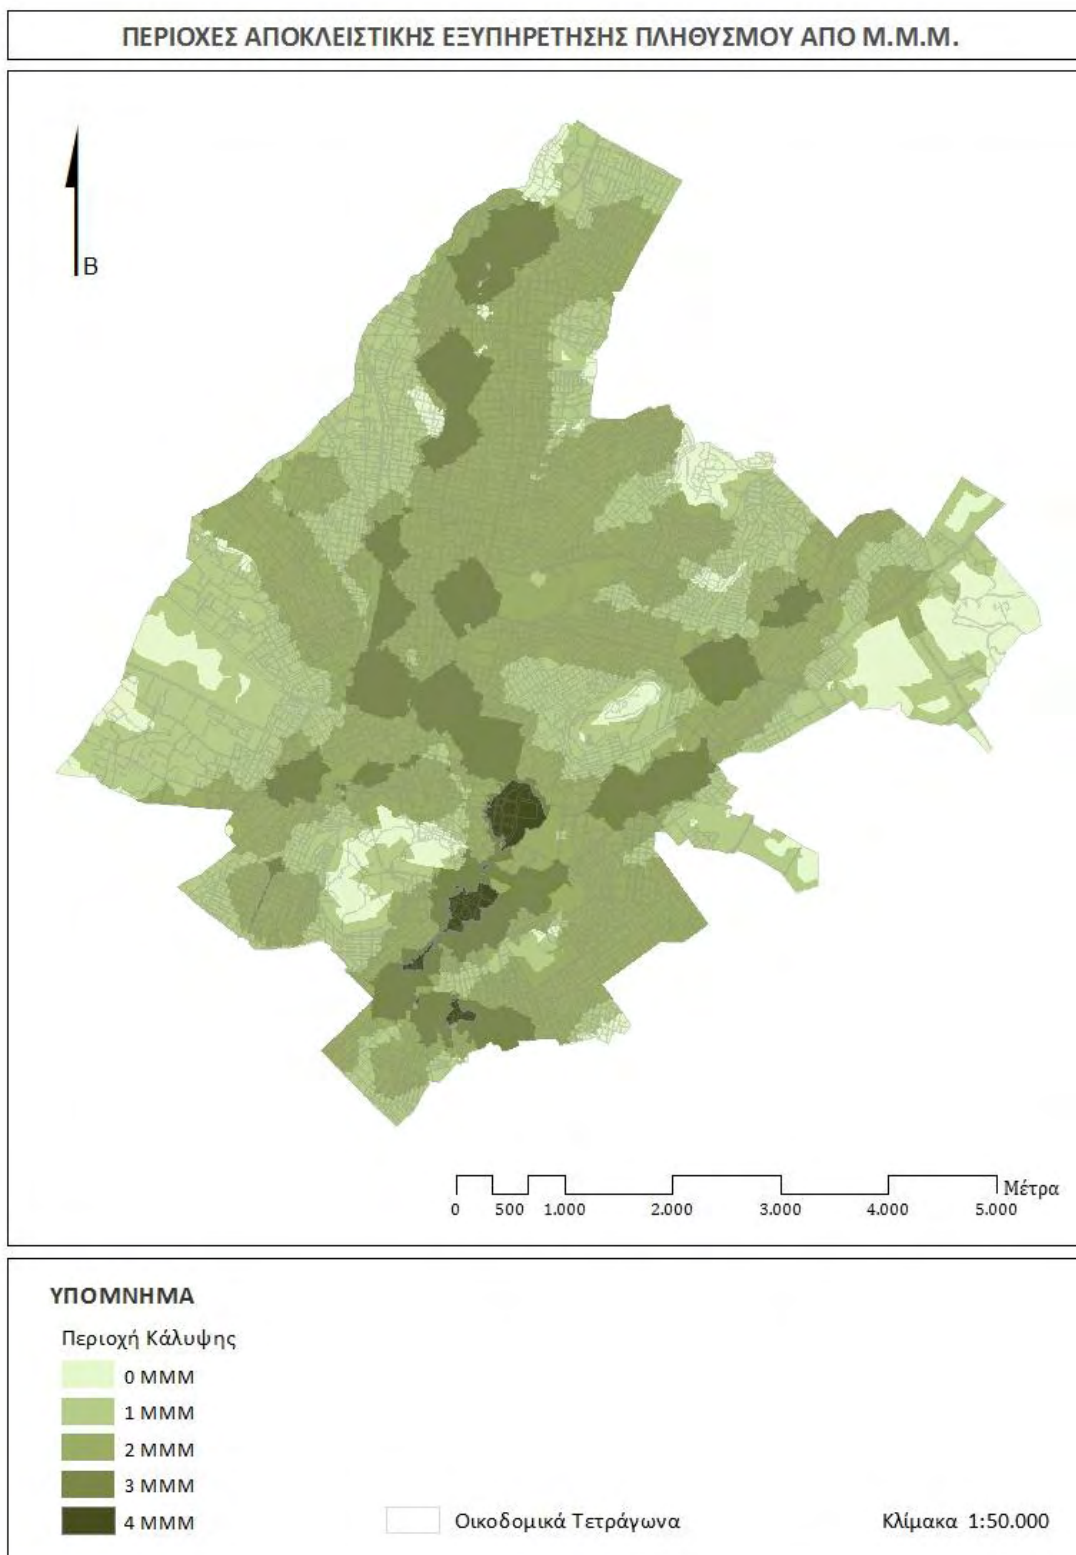 ΠΕΡΙΟΧΕΣ ΑΠΟΚΛΕΙΣΤΙΚΗΣ ΕΞΥΠΗΡΕΤΗΣΗΣ ΠΛΗΘΥΣΜΟΥ ΑΠΟ Μ.Μ.Μ.
Β
Μέτρα
0 500 1.000 2.000 3.000 4.000 5.000
ΥΠΟΜΝΗΜΑ
Περιοχή Κάλυψης
0 ΜΜΜ
1 ΜΜΜ
2 ΜΜΜ
3 ΜΜΜ
4 ΜΜΜ
Οικοδομικά Τετράγωνα
Κλίμακα 1:50.000